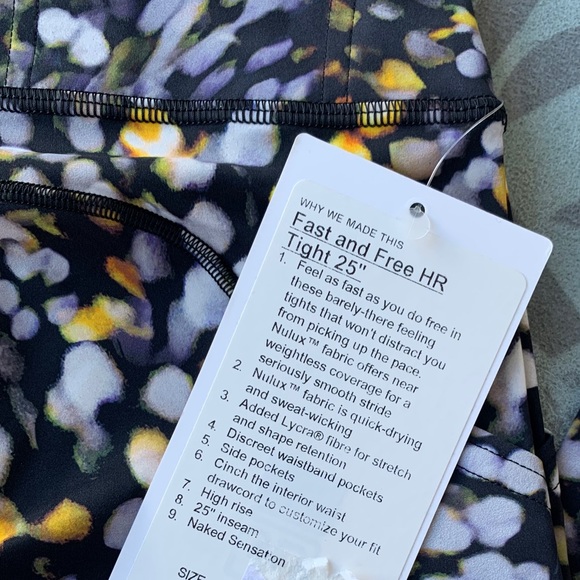 WHY WE MADE THIS
Fast and Free HR
Tight 25"
1. Feel as fast as you do free in
these barely-there feeling
tights that won't distract you
from picking up the pace.
Nulux™ fabric offers near
weightless coverage for a
seriously smooth stride
2. Nulux™ fabric is quick-drying
and sweat-wicking
3. Added Lycra® fibre for stretch
4. and shape retention
5. Discreet waistband pockets
6. Side pockets
7. Cinch the interior waist
drawcord to customize your fit
8. High rise
9. 25" inseam
Naked Sensation
SIZE